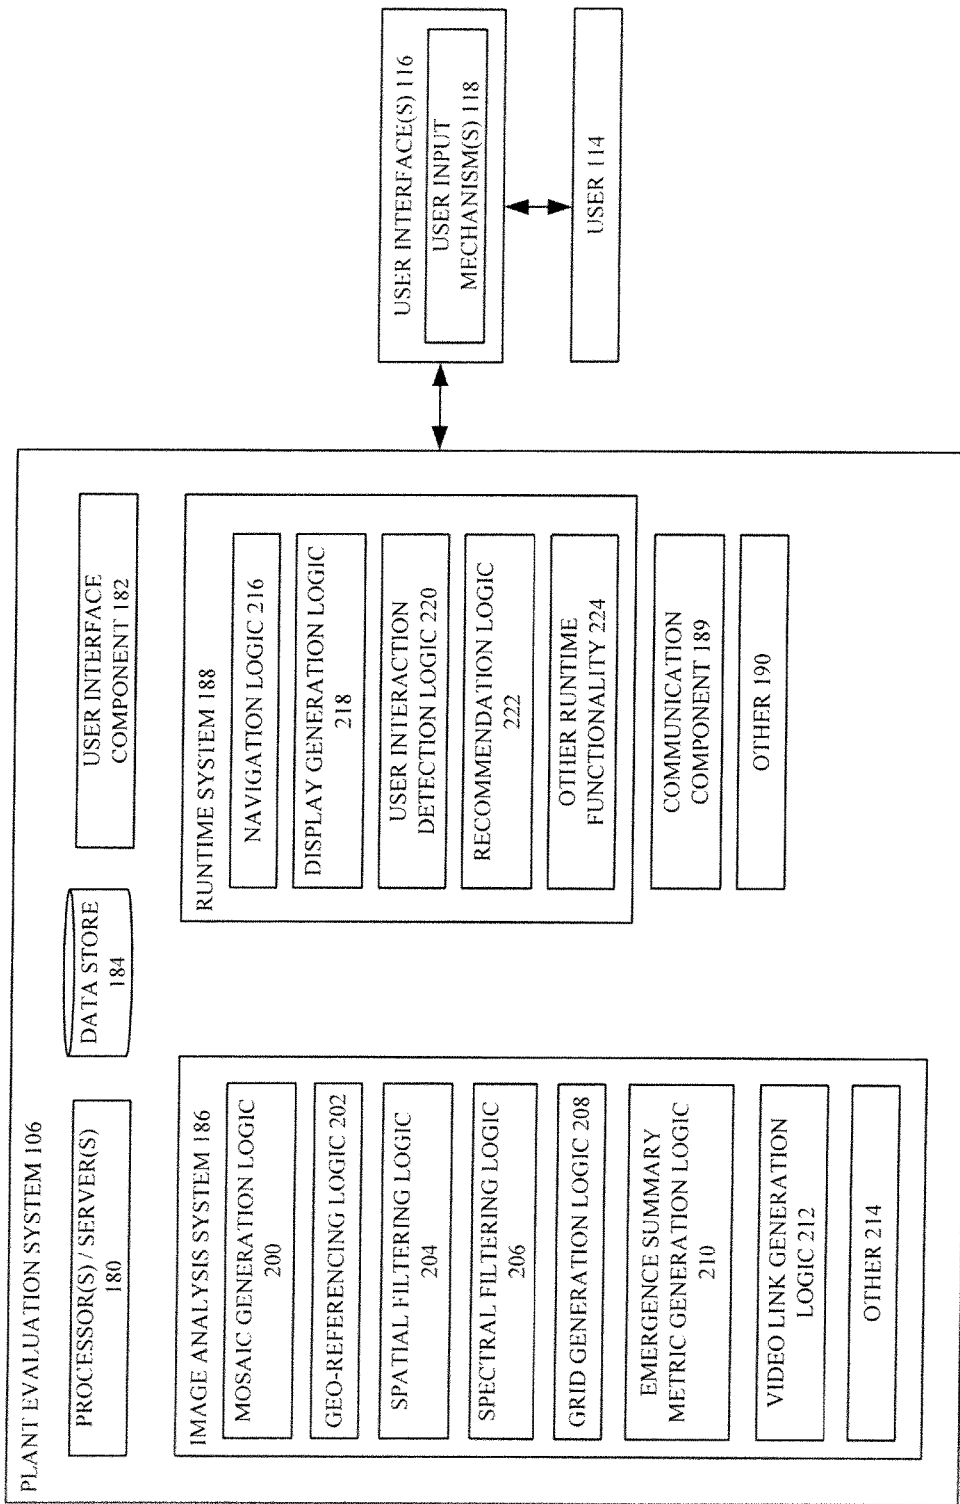 PLANT EVALUATION SYSTEM 106
PROCESSOR(S) / SERVER(S)
180
DATA STORE
184
USER INTERFACE
COMPONENT 182
IMAGE ANALYSIS SYSTEM 186
MOSAIC GENERATION LOGIC
200
GEO-REFERENCING LOGIC 202
SPATIAL FILTERING LOGIC
204
SPECTRAL FILTERING LOGIC
206
GRID GENERATION LOGIC 208
EMERGENCE SUMMARY
METRIC GENERATION LOGIC
210
VIDEO LINK GENERATION
LOGIC 212
OTHER 214
RUNTIME SYSTEM 188
NAVIGATION LOGIC 216
DISPLAY GENERATION LOGIC
218
USER INTERACTION
DETECTION LOGIC 220
RECOMMENDATION LOGIC
222
OTHER RUNTIME
FUNCTIONALITY 224
COMMUNICATION
COMPONENT 189
OTHER 190
USER INTERFACE(S) 116
USER INPUT
MECHANISM(S) 118
USER 114